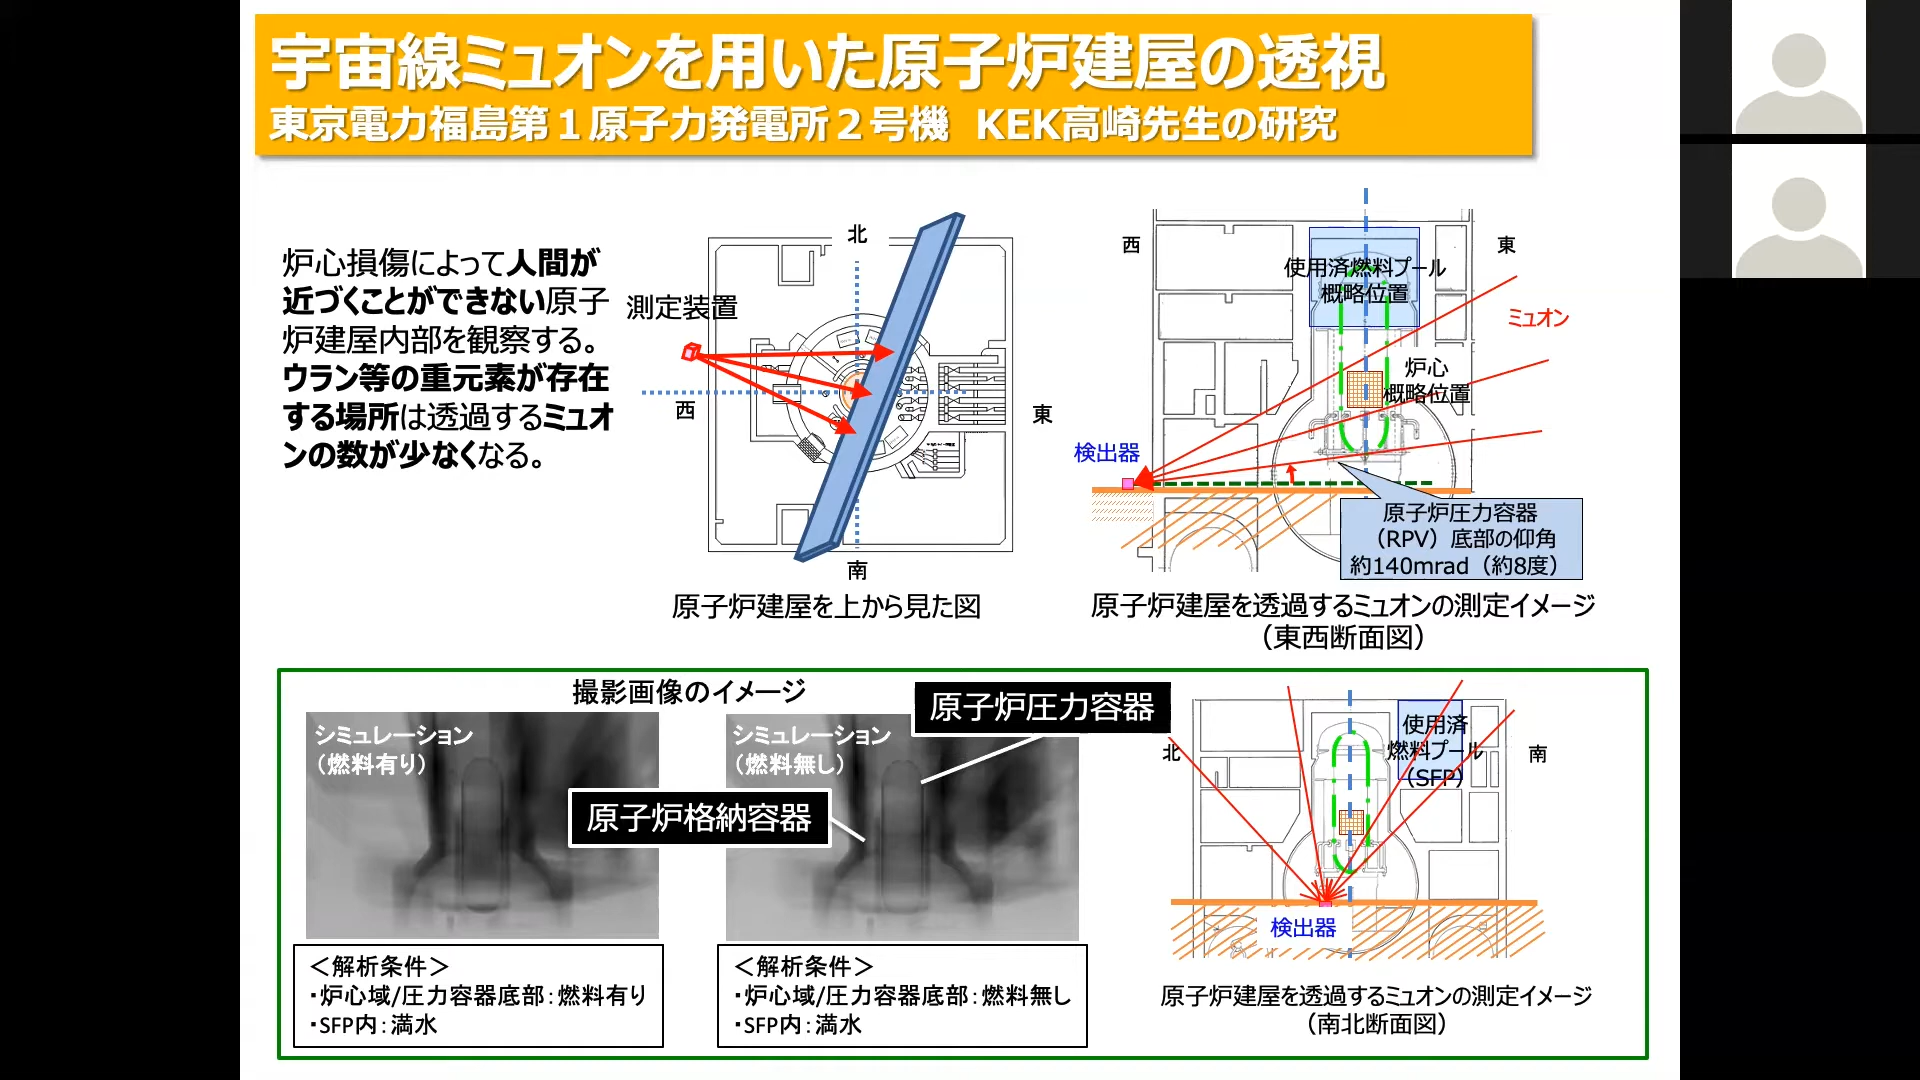 宇宙線ミュオンを用いた原子炉建屋の透視
東京電力福島第１原子力発電所２号機 KEK高崎先生の研究
炉心損傷によって人間が
近づくことができない原子
炉建屋内部を観察する。
ウラン等の重元素が存在
する場所は透過するミュオ
ンの数が少なくなる。
測定装置
北
西
東
南
原子炉建屋を上から見た図
西
東
使用済燃料プール
概略位置
ミュオン
炉心
概略位置
検出器
原子炉圧力容器
（RPV）底部の仰角
約140mrad（約8度）
原子炉建屋を透過するミュオンの測定イメージ
（東西断面図）
撮影画像のイメージ
シミュレーション
（燃料有り）
シミュレーション
（燃料無し）
原子炉圧力容器
原子炉格納容器
＜解析条件＞
・炉心域/圧力容器底部：燃料有り
・SFP内：満水
＜解析条件＞
・炉心域/圧力容器底部：燃料無し
・SFP内：満水
北
南
使用済
燃料プール
（SFP）
検出器
原子炉建屋を透過するミュオンの測定イメージ
（南北断面図）